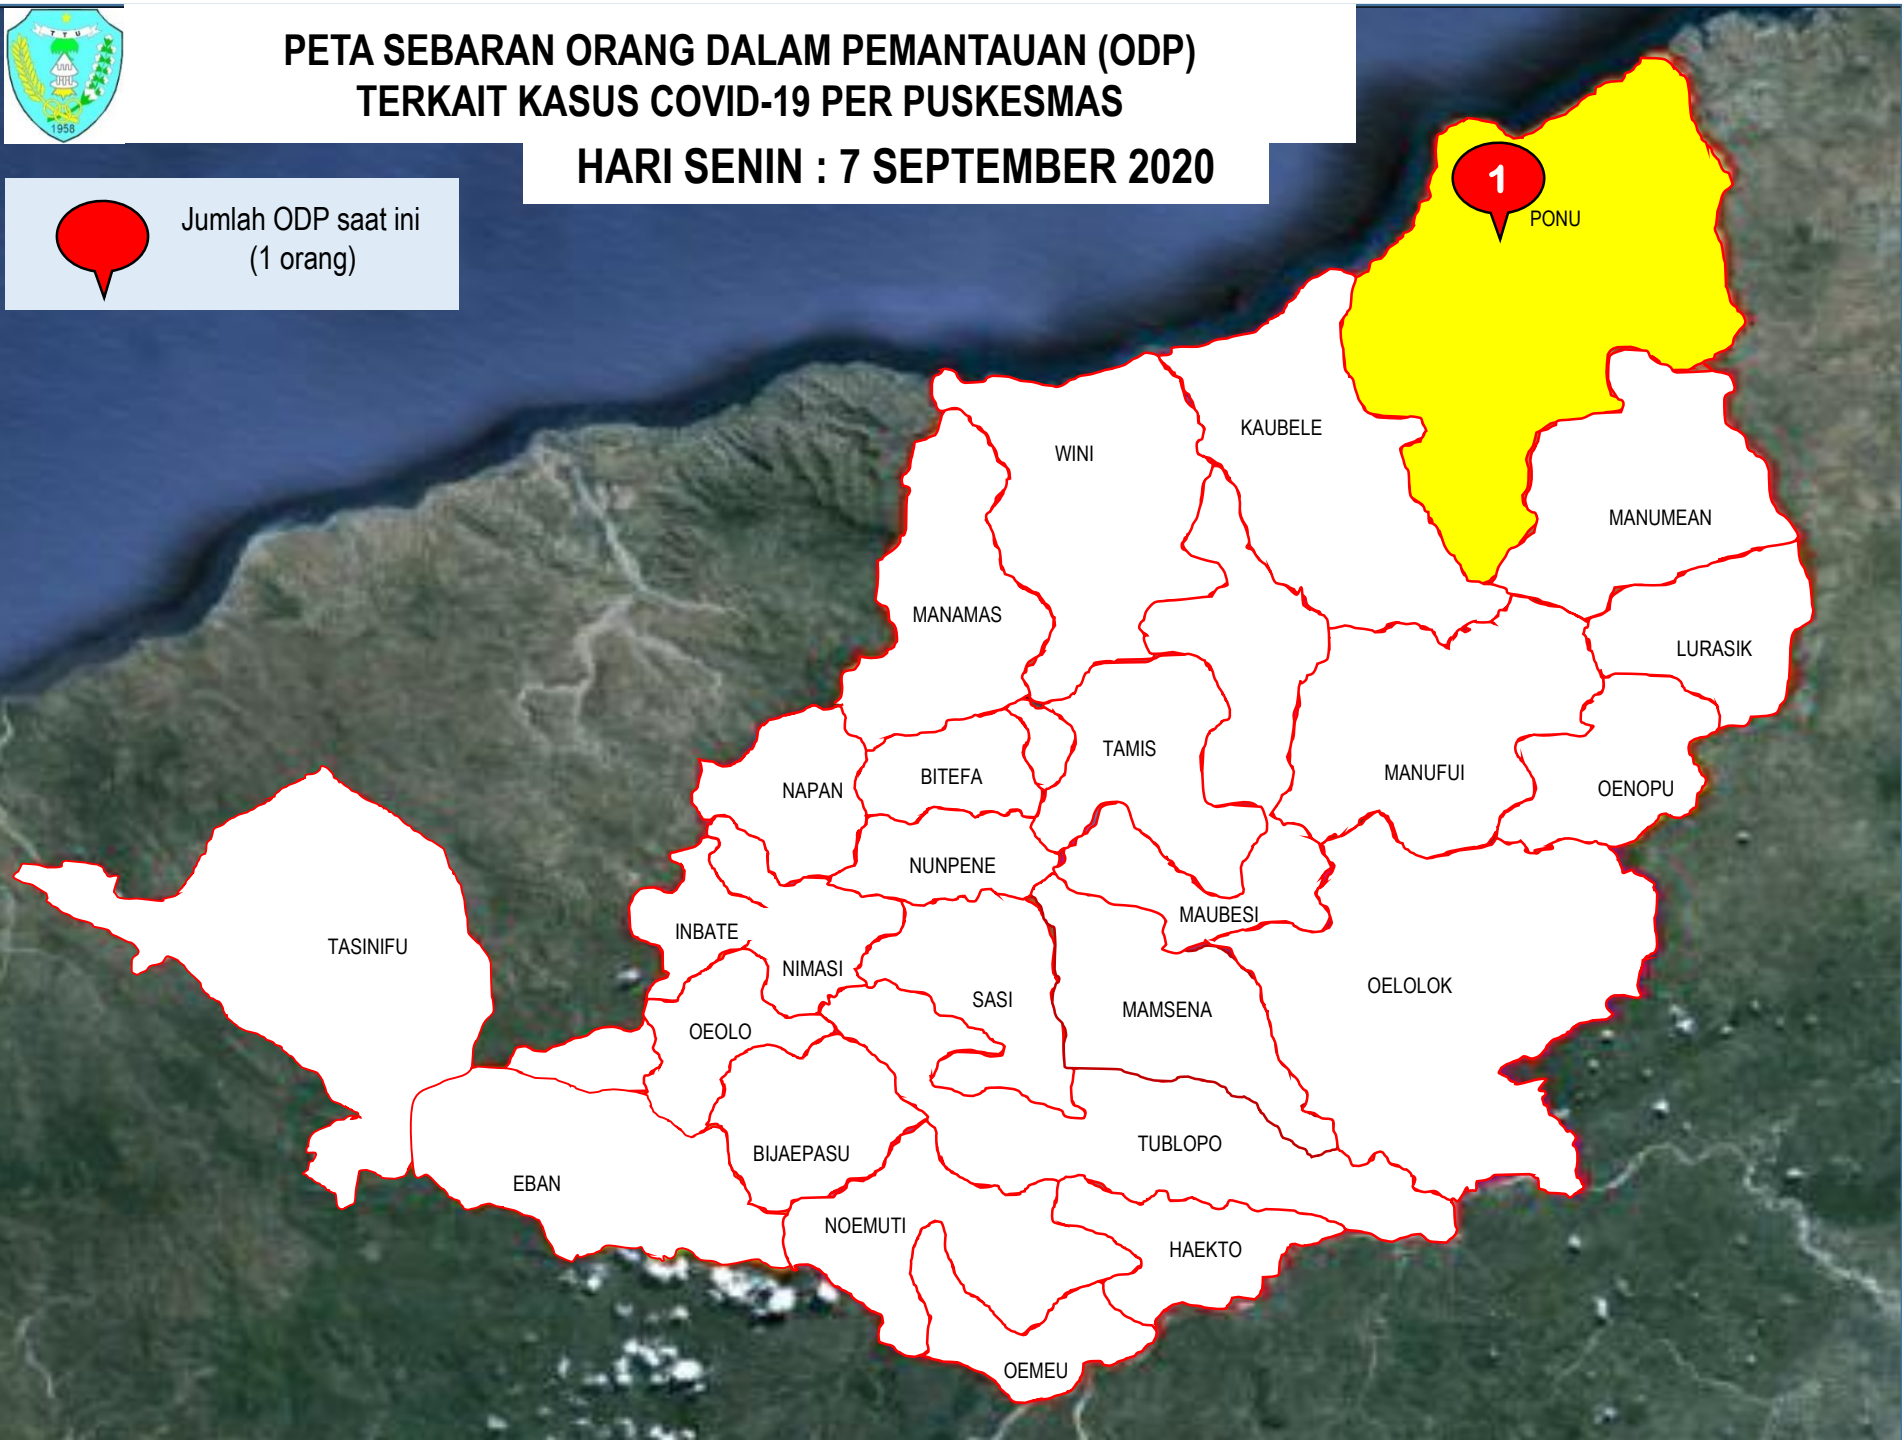 T T U
1958
PETA SEBARAN ORANG DALAM PEMANTAUAN (ODP)
TERKAIT KASUS COVID-19 PER PUSKESMAS
HARI SENIN : 7 SEPTEMBER 2020
Jumlah ODP saat ini
(1 orang)
1
PONU
KAUBELE
WINI
MANUMEAN
MANAMAS
LURASIK
TAMIS
BITEFA
NAPAN
MANUFUI
OENOPU
NUNPENE
MAUBESI
INBATE
TASINIFU
NIMASI
SASI
OELOLOK
MAMSENA
OEOLO
TUBLOPO
BIJAEPASU
EBAN
NOEMUTI
HAEKTO
OEMEU